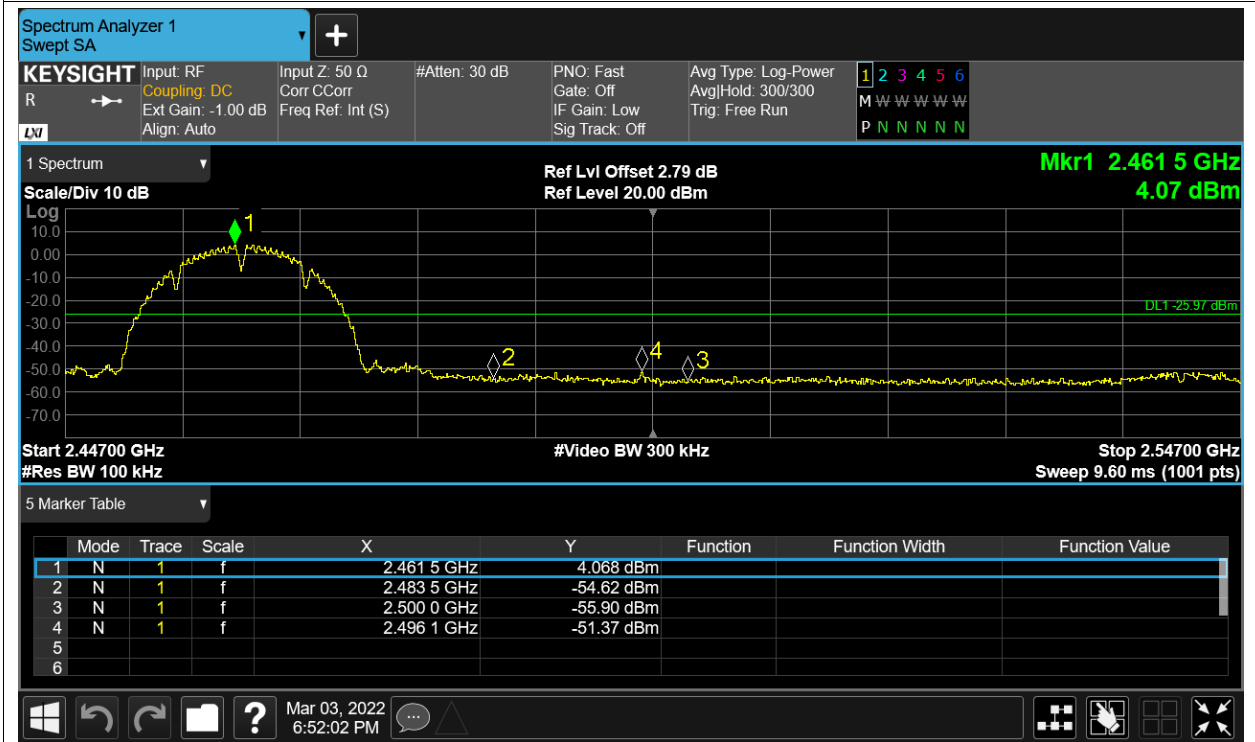 Spectrum Analyzer 1
Swept SA
+
KEYSIGHT
R
LXI
Input: RF
Coupling: DC
Ext Gain: -1.00 dB
Align: Auto
Input Z: 50 Ω
Corr CCorr
Freq Ref: Int (S)
#Atten: 30 dB
PNO: Fast
Gate: Off
IF Gain: Low
Sig Track: Off
Avg Type: Log-Power
Avg|Hold: 300/300
Trig: Free Run
1 2 3 4 5 6
M W W W W W
P N N N N N
1 Spectrum
Scale/Div 10 dB
Ref Lvl Offset 2.79 dB
Ref Level 20.00 dBm
Mkr1 2.461 5 GHz
4.07 dBm
Log
10.0
0.00
-10.0
-20.0
-30.0
-40.0
-50.0
-60.0
-70.0
1
2
4
3
DL1 -25.97 dBm
Start 2.44700 GHz
#Video BW 300 kHz
Stop 2.54700 GHz
#Res BW 100 kHz
Sweep 9.60 ms (1001 pts)
5 Marker Table
Mode Trace Scale X Y Function Function Width Function Value
1 N 1 f 2.461 5 GHz 4.068 dBm
2 N 1 f 2.483 5 GHz -54.62 dBm
3 N 1 f 2.500 0 GHz -55.90 dBm
4 N 1 f 2.496 1 GHz -51.37 dBm
5
6
?
Mar 03, 2022
6:52:02 PM